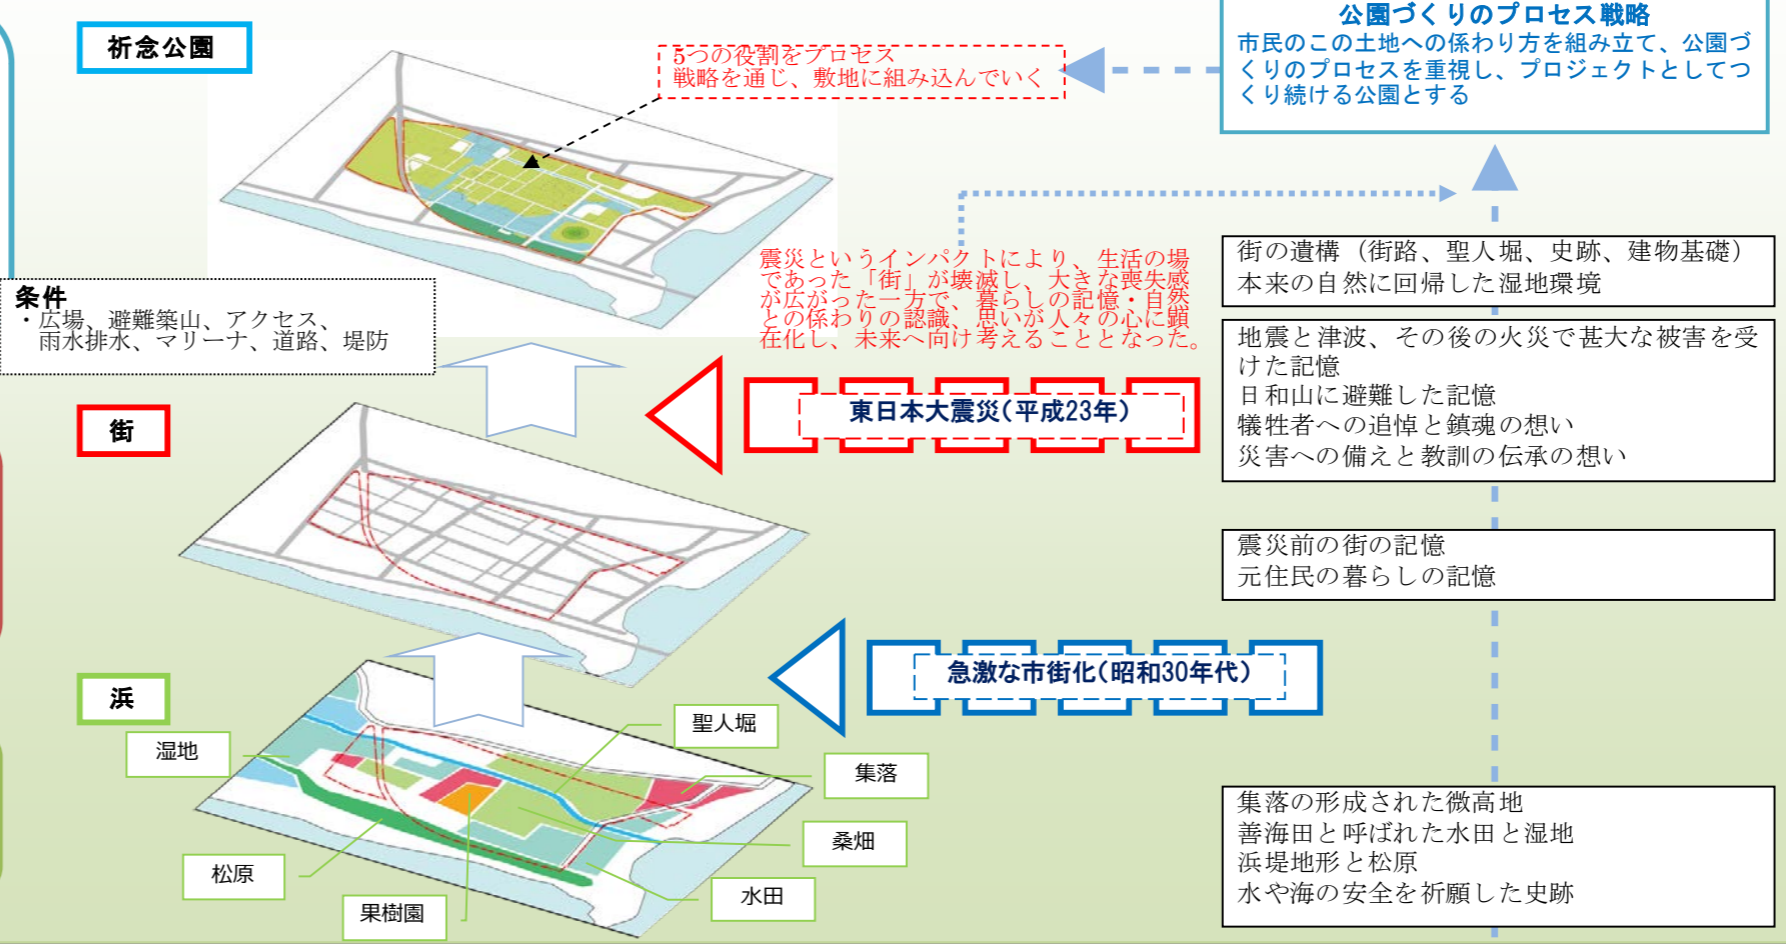 祈念公園
5つの役割をプロセス
戦略を通じ、敷地に組み込んでいく
公園づくりのプロセス戦略
市民のこの土地への係わり方を組み立て、公園づ
くりのプロセスを重視し、プロジェクトとしてつ
くり続ける公園とする
条件
・広場、避難築山、アクセス、
雨水排水、マリーナ、道路、堤防
震災というインパクトにより、生活の場
であった「街」が壊滅し、大きな喪失感
が広がった一方で、暮らしの記憶・自然
との係わりの認識、思いが人々の心に顕
在化し、未来へ向け考えることとなった。
街の遺構（街路、聖人堀、史跡、建物基礎）
本来の自然に回帰した湿地環境
地震と津波、その後の火災で甚大な被害を受
けた記憶
日和山に避難した記憶
犠牲者への追悼と鎮魂の想い
災害への備えと教訓の伝承の想い
街
東日本大震災(平成23年)
震災前の街の記憶
元住民の暮らしの記憶
浜
急激な市街化(昭和30年代)
湿地
聖人堀
集落
桑畑
水田
松原
果樹園
集落の形成された微高地
善海田と呼ばれた水田と湿地
浜堤地形と松原
水や海の安全を祈願した史跡